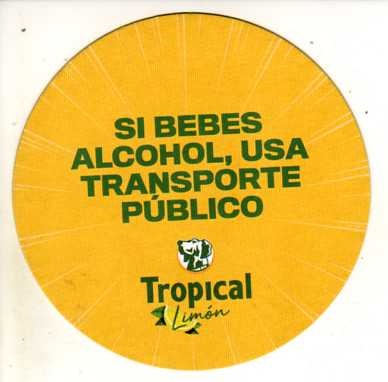 SI BEBES
ALCOHOL, USA
TRANSPORTE
PÚBLICO
Tropical
Limón